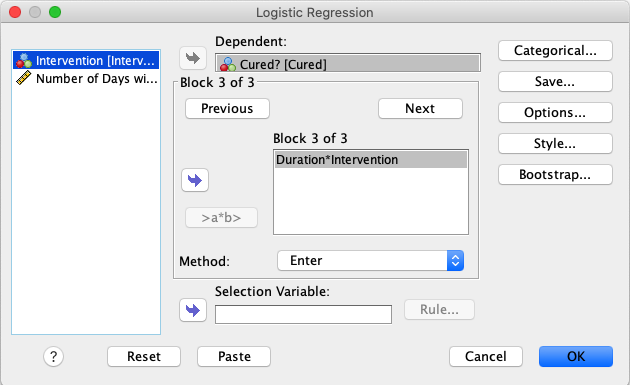 Logistic Regression
Intervention [Interv...
Number of Days wi...
Dependent:
Cured? [Cured]
Block 3 of 3
Previous
Next
Block 3 of 3
Duration*Intervention
>a*b>
Method:
Enter
Selection Variable:
Rule...
Categorical...
Save...
Options...
Style...
Bootstrap...
?
Reset
Paste
Cancel
OK